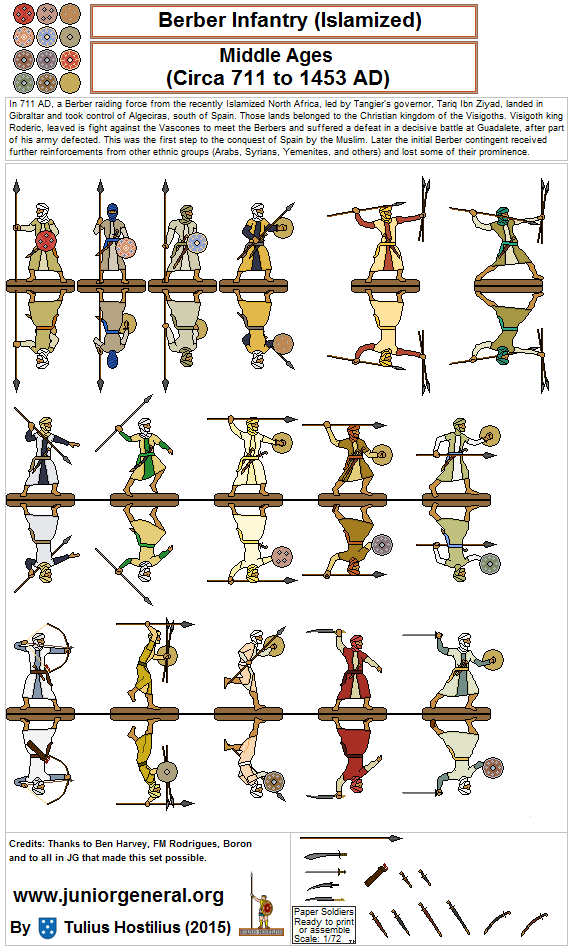 Berber Infantry (Islamized)
Middle Ages
(Circa 711 to 1453 AD)
In 711 AD, a Berber raiding force from the recently Islamized North Africa, led by Tangier's governor, Tariq Ibn Ziyad, landed in
Gibraltar and took control of Algeciras, south of Spain. Those lands belonged to the Christian kingdom of the Visigoths. Visigoth king
Roderic, leaved is fight against the Vascones to meet the Berbers and suffered a defeat in a decisive battle at Guadalete, after part
of his army defected. This was the first step to the conquest of Spain by the Muslim. Later the initial Berber contingent received
further reinforcements from other ethnic groups (Arabs, Syrians, Yemenites, and others) and lost some of their prominence.
Credits: Thanks to Ben Harvey, FM Rodrigues, Boron
and to all in JG that made this set possible.
www.juniorgeneral.org
By Tulius Hostilius (2015)
TULIUS HOSTILIUS
Paper Soldiers
Ready to print
or assemble
Scale: 1/72